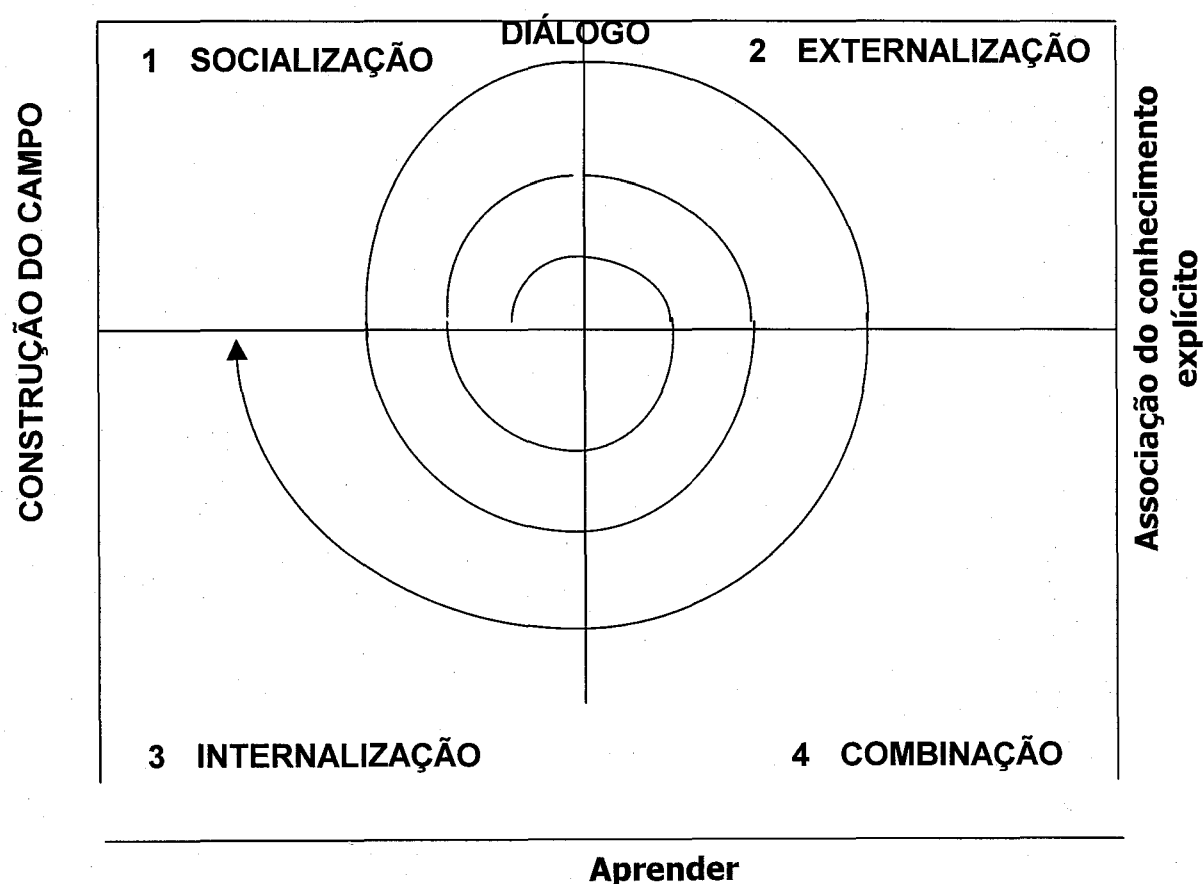 DIÁLOGO
1 SOCIALIZAÇÃO
2 EXTERNALIZAÇÃO
CONSTRUÇÃO DO CAMPO
Associação do conhecimento
explícito
3 INTERNALIZAÇÃO
4 COMBINAÇÃO
Aprender